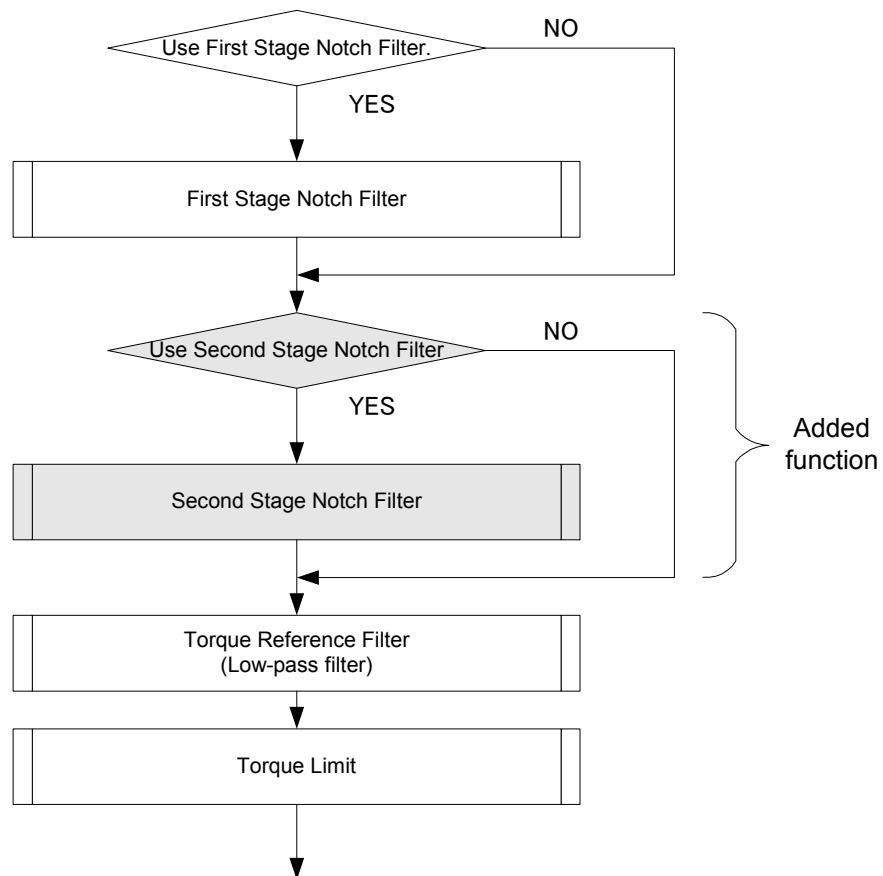 Use First Stage Notch Filter.
NO
YES
First Stage Notch Filter
Use Second Stage Notch Filter
NO
YES
Added
function
Second Stage Notch Filter
Torque Reference Filter
(Low-pass filter)
Torque Limit